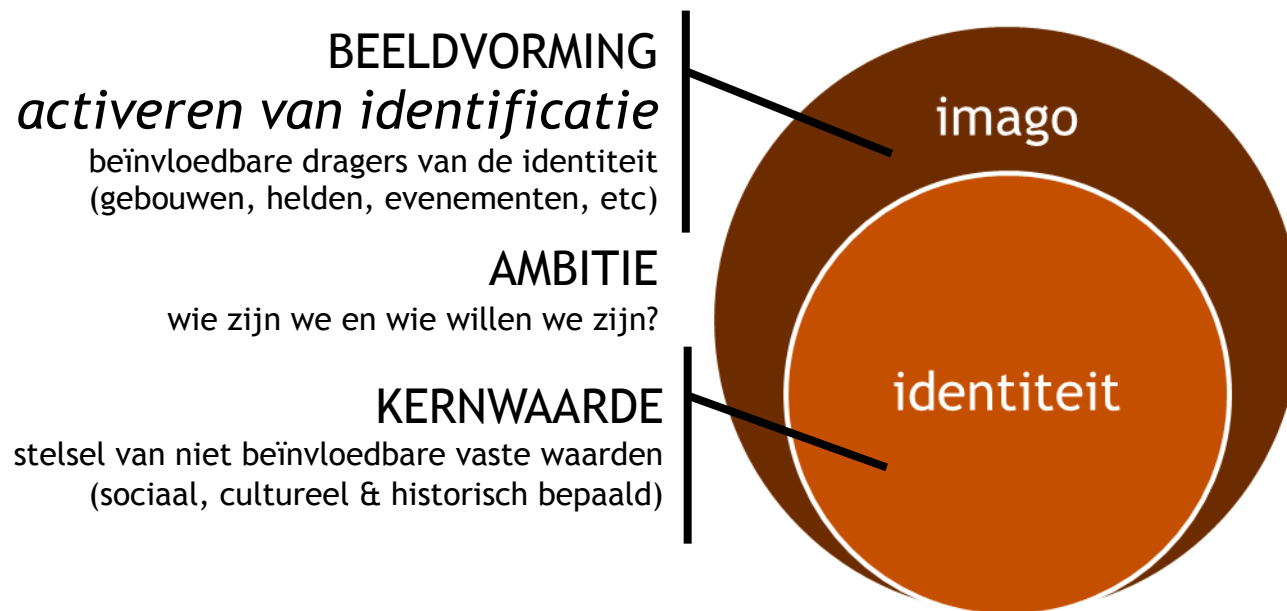 BEELDVORMING
activeren van identificatie
beïnvloedbare dragers van de identiteit
(gebouwen, helden, evenementen, etc)
AMBITIE
wie zijn we en wie willen we zijn?
KERNWAARDE
stelsel van niet beïnvloedbare vaste waarden
(sociaal, cultureel & historisch bepaald)
imago
identiteit